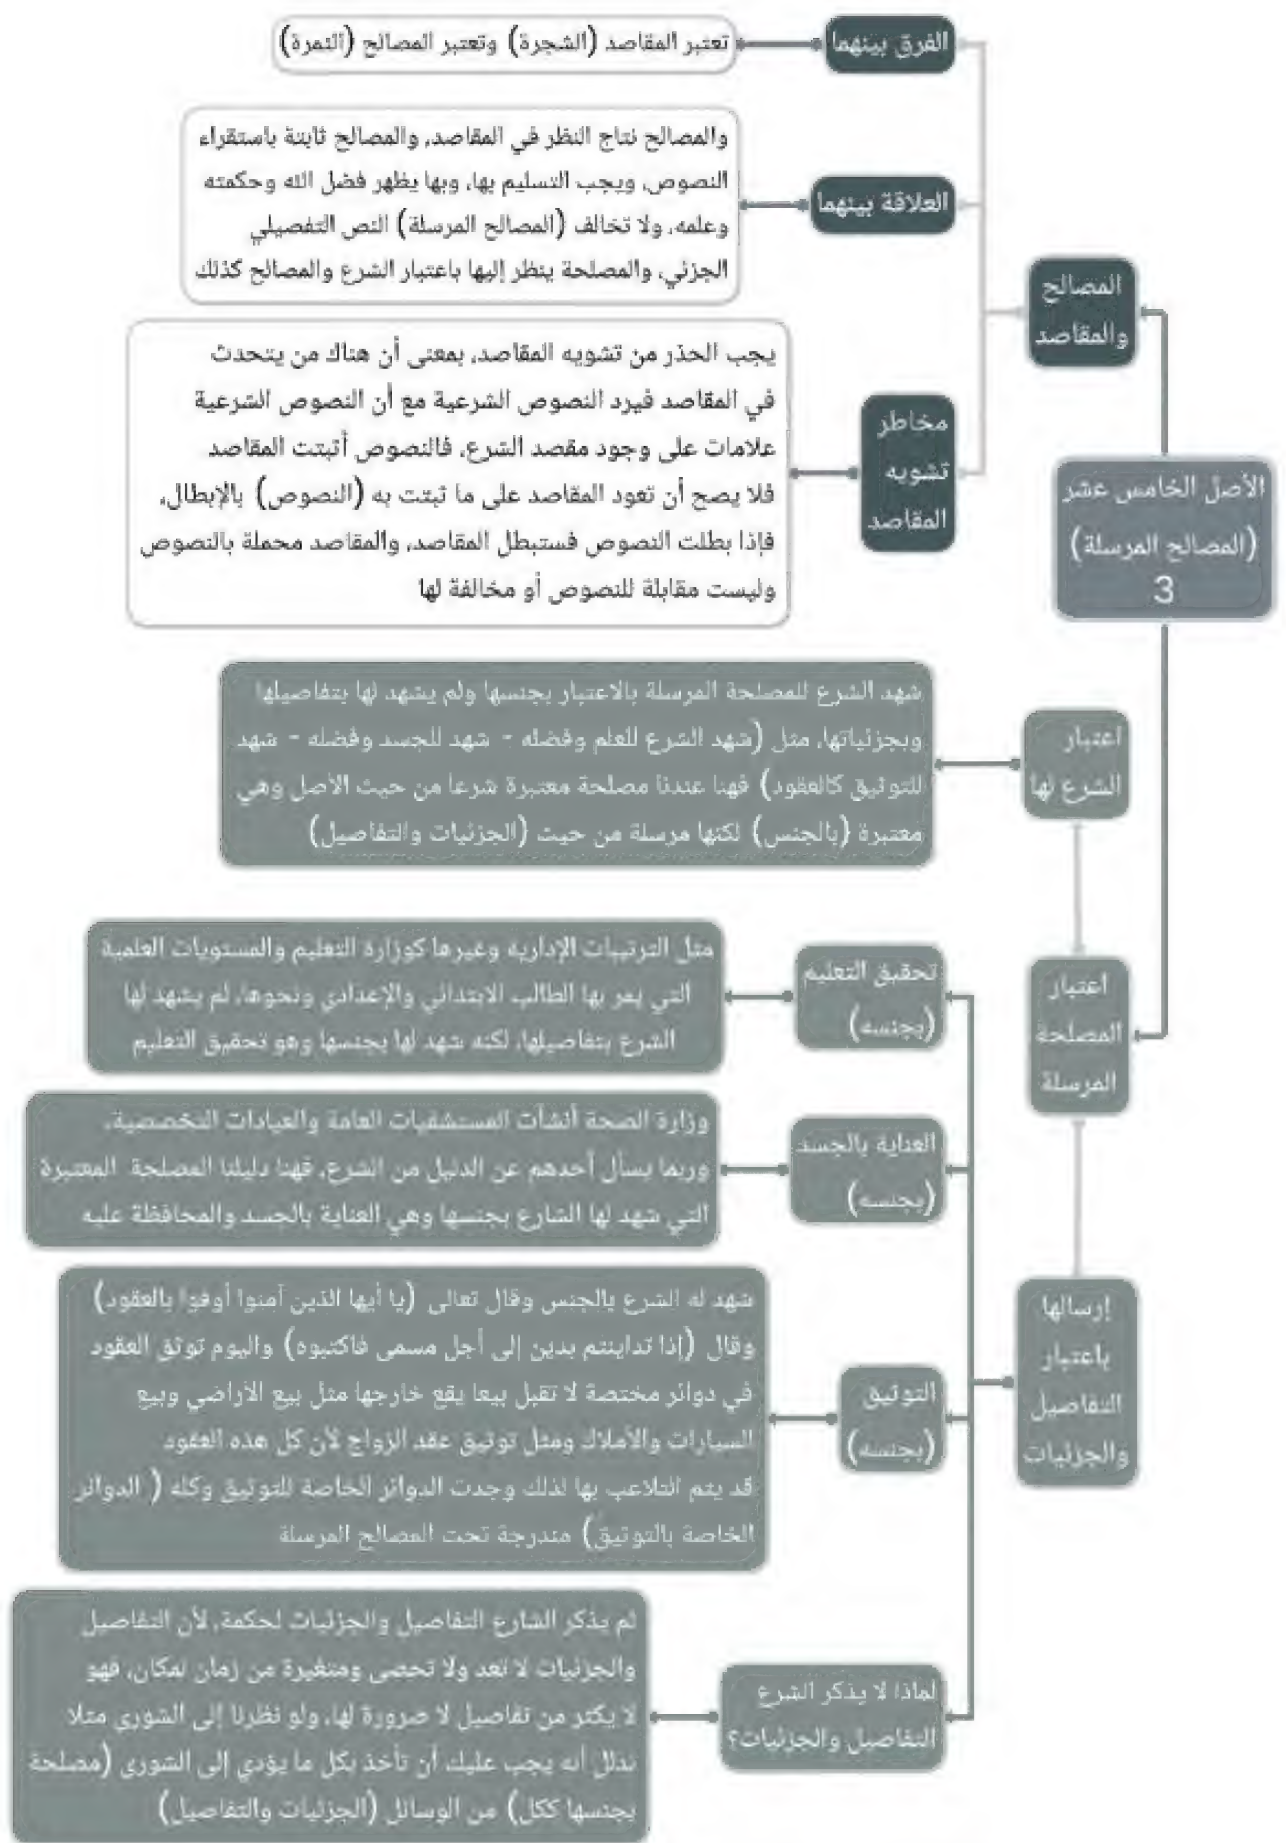 الأصل الخامس عشر
(المصالح المرسلة)
3
المصالح
والمقاصد
الفرق بينهما
تعتبر المقاصد (الشجرة) وتعتبر المصالح (الثمرة)
العلاقة بينهما
والمصالح نتاج النظر في المقاصد، والمصالح ثابتة باستقراء
النصوص، ويجب التسليم بها، وبها يظهر فضل الله وحكمته
وعلمه، ولا تخالف (المصالح المرسلة) النص التفصيلي
الجزئي، والمصلحة ينظر إليها باعتبار الشرع والمصالح كذلك
مخاطر
تشويه
المقاصد
يجب الحذر من تشويه المقاصد، بمعنى أن هناك من يتحدث
في المقاصد فيرد النصوص الشرعية مع أن النصوص الشرعية
علامات على وجود مقصد الشرع، فالنصوص أثبتت المقاصد
فلا يصح أن تعود المقاصد على ما ثبتت به (النصوص) بالإبطال،
فإذا بطلت النصوص فستبطل المقاصد، والمقاصد محملة بالنصوص
وليست مقابلة للنصوص أو مخالفة لها
اعتبار
المصلحة
المرسلة
اعتبار
الشرع لها
شهد الشرع للمصلحة المرسلة بالاعتبار بجنسها ولم يشهد لها بتفاصيلها
وبجزئياتها، مثل (شهد الشرع للعلم وفضله - شهد للجسد وفضله - شهد
للتوثيق كالعقود) فهنا عندنا مصلحة معتبرة شرعا من حيث الأصل وهي
معتبرة (بالجنس) لكنها مرسلة من حيث (الجزئيات والتفاصيل)
إرسالها
باعتبار
التفاصيل
والجزئيات
تحقيق التعليم
(بجنسه)
مثل الترتيبات الإدارية وغيرها كوزارة التعليم والمستويات العلمية
التي يمر بها الطالب الابتدائي والإعدادي ونحوها، لم يشهد لها
الشرع بتفاصيلها، لكنه شهد لها بجنسها وهو تحقيق التعليم
العناية بالجسد
(بجنسه)
وزارة الصحة أنشأت المستشفيات العامة والعيادات التخصصية،
وربما يسأل أحدهم عن الدليل من الشرع، فهنا دليلنا المصلحة المعتبرة
التي شهد لها الشارع بجنسها وهي العناية بالجسد والمحافظة عليه
التوثيق
(بجنسه)
شهد له الشرع بالجنس وقال تعالى (يا أيها الذين آمنوا أوفوا بالعقود)
وقال (إذا تداينتم بدين إلى أجل مسمى فاكتبوه) واليوم توثق العقود
في دوائر مختصة لا تقبل بيعا يقع خارجها مثل بيع الأراضي وبيع
السيارات والأملاك ومثل توثيق عقد الزواج لأن كل هذه العقود
قد يتم التلاعب بها لذلك وجدت الدوائر الخاصة للتوثيق وكله ( الدوائر
الخاصة بالتوثيق) مندرجة تحت المصالح المرسلة
لماذا لا يذكر الشرع
التفاصيل والجزئيات؟
لم يذكر الشارع التفاصيل والجزئيات لحكمة، لأن التفاصيل
والجزئيات لا تعد ولا تحصى ومتغيرة من زمان لمكان، فهو
لا يكثر من تفاصيل لا ضرورة لها، ولو نظرنا إلى الشورى مثلا
ندلل أنه يجب عليك أن تأخذ بكل ما يؤدي إلى الشورى (مصلحة
بجنسها ككل) من الوسائل (الجزئيات والتفاصيل)